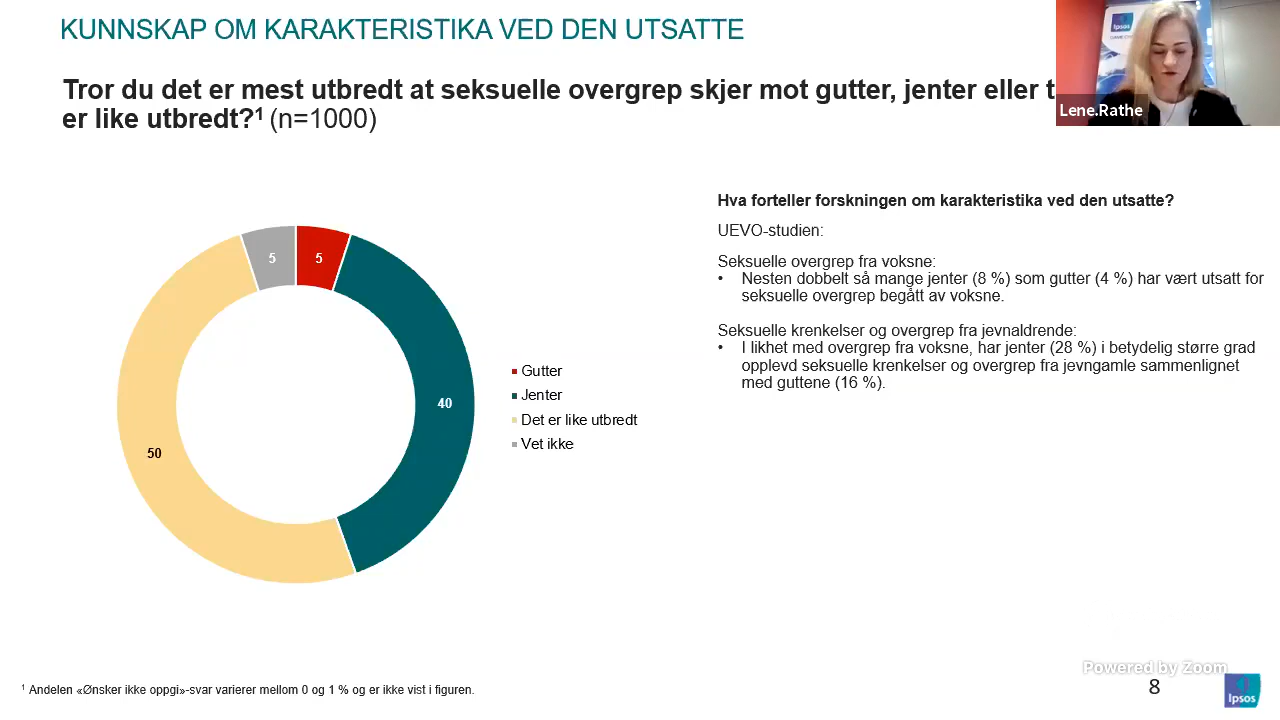 KUNNSKAP OM KARAKTERISTIKA VED DEN UTSATTE
Tror du det er mest utbredt at seksuelle overgrep skjer mot gutter, jenter eller
er like utbredt?¹ (n=1000)
Lene.Rathe
Ipsos
Hva forteller forskningen om karakteristika ved den utsatte?
UEVO-studien:
Seksuelle overgrep fra voksne:
• Nesten dobbelt så mange jenter (8 %) som gutter (4 %) har vært utsatt for
seksuelle overgrep begått av voksne.
Seksuelle krenkelser og overgrep fra jevnaldrende:
• I likhet med overgrep fra voksne, har jenter (28 %) i betydelig større grad
opplevd seksuelle krenkelser og overgrep fra jevngamle sammenlignet
med guttene (16 %).
5
5
40
50
Gutter
Jenter
Det er like utbredt
Vet ikke
¹ Andelen «Ønsker ikke oppgi»-svar varierer mellom 0 og 1 % og er ikke vist i figuren.
Powered by Zoom
8
Ipsos